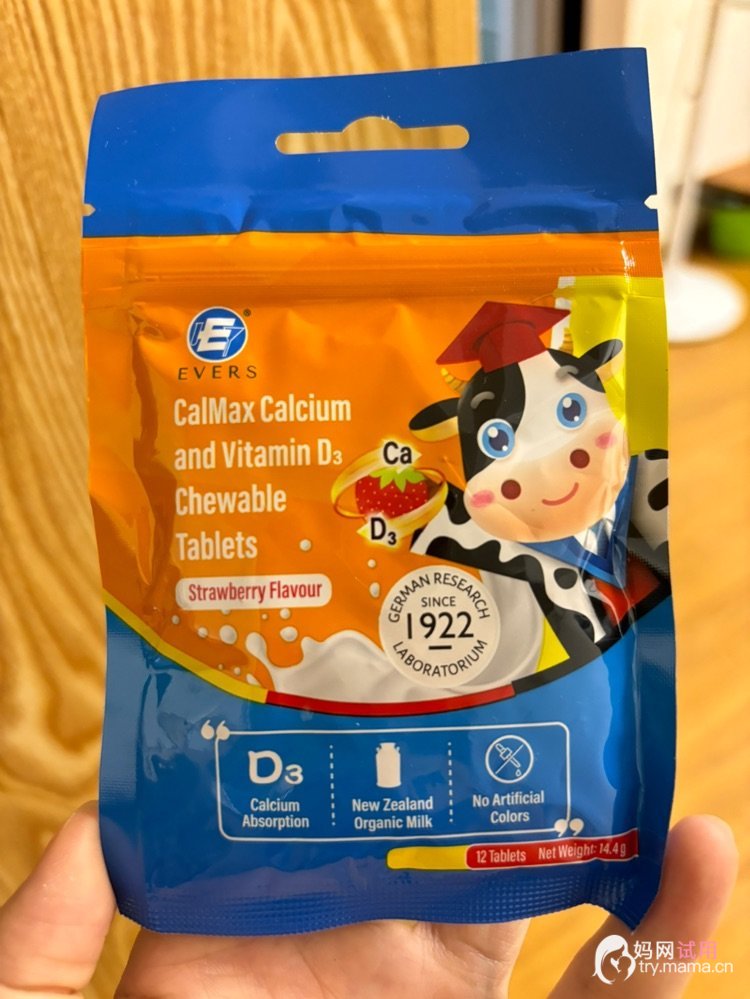 EVERS
®
CalMax Calcium
and Vitamin D₃
Chewable
Tablets
Strawberry Flavour
Ca
D₃
GERMAN RESEARCH
SINCE
1922
LABORATORIUM
“
D₃
Calcium
Absorption
New Zealand
Organic Milk
No Artificial
Colors
”
12 Tablets Net Weight: 14.4g
妈网试用
try.mama.cn